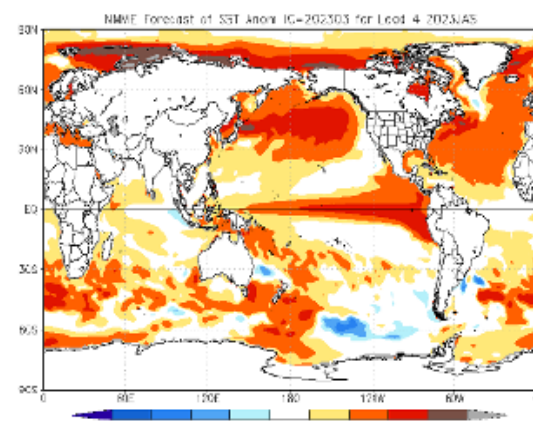 NMME Forecast of SST Anom IC=202303 for Lead 4 2023JAS
90N
60N
30N
EQ
30S
60S
90S
0 60E 120E 180 120W 60W